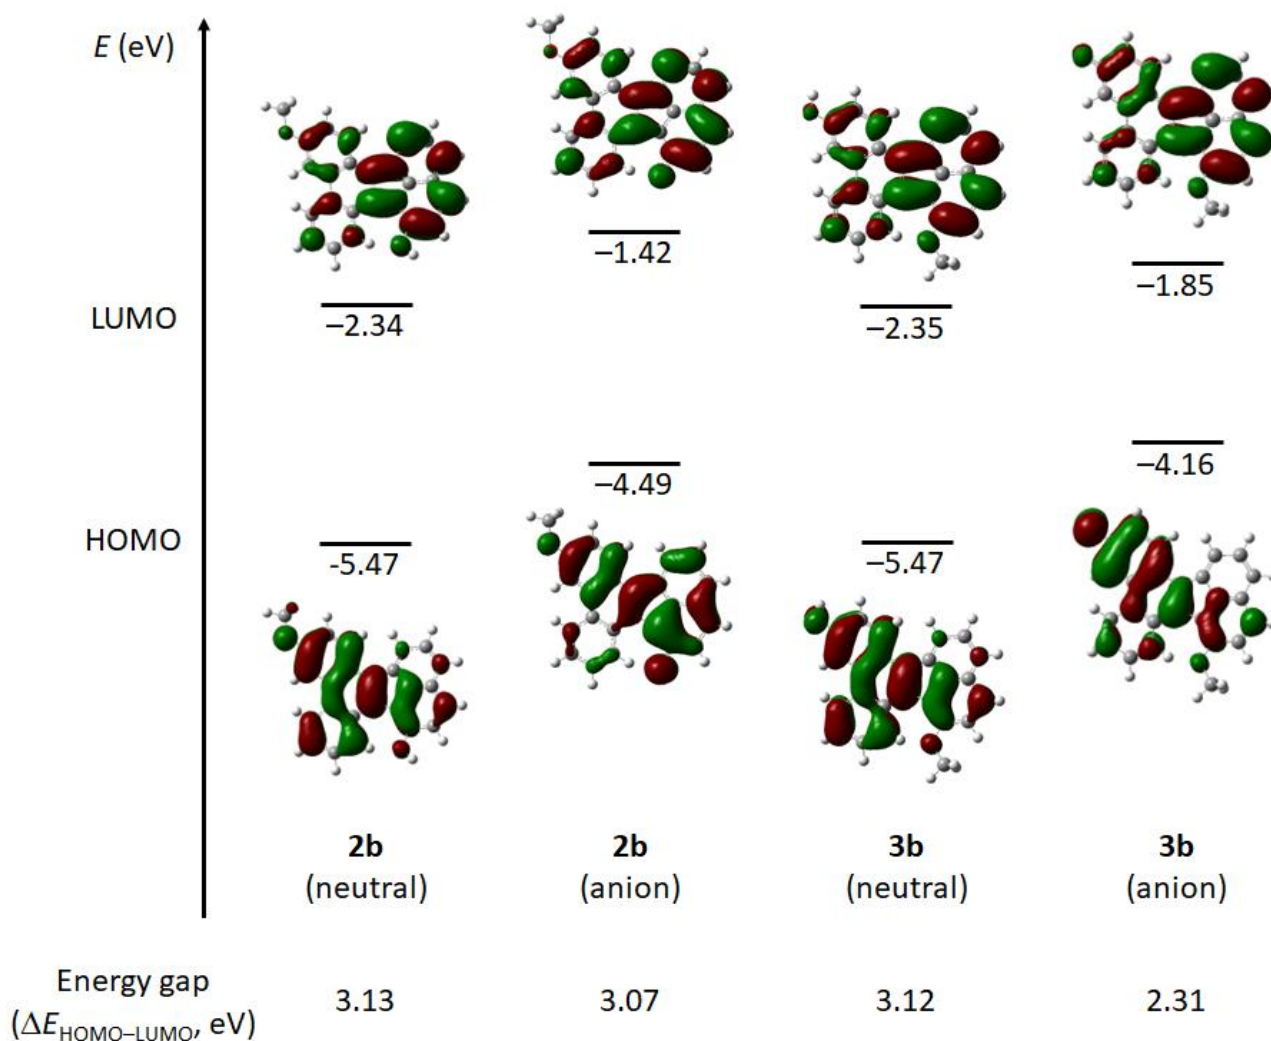 E (eV)
−1.42
−1.85
LUMO
−2.34
−2.35
−4.49
−4.16
HOMO
-5.47
−5.47
2b
2b
3b
3b
(neutral)
(anion)
(neutral)
(anion)
Energy gap
(ΔE_HOMO–LUMO, eV)
3.13
3.07
3.12
2.31